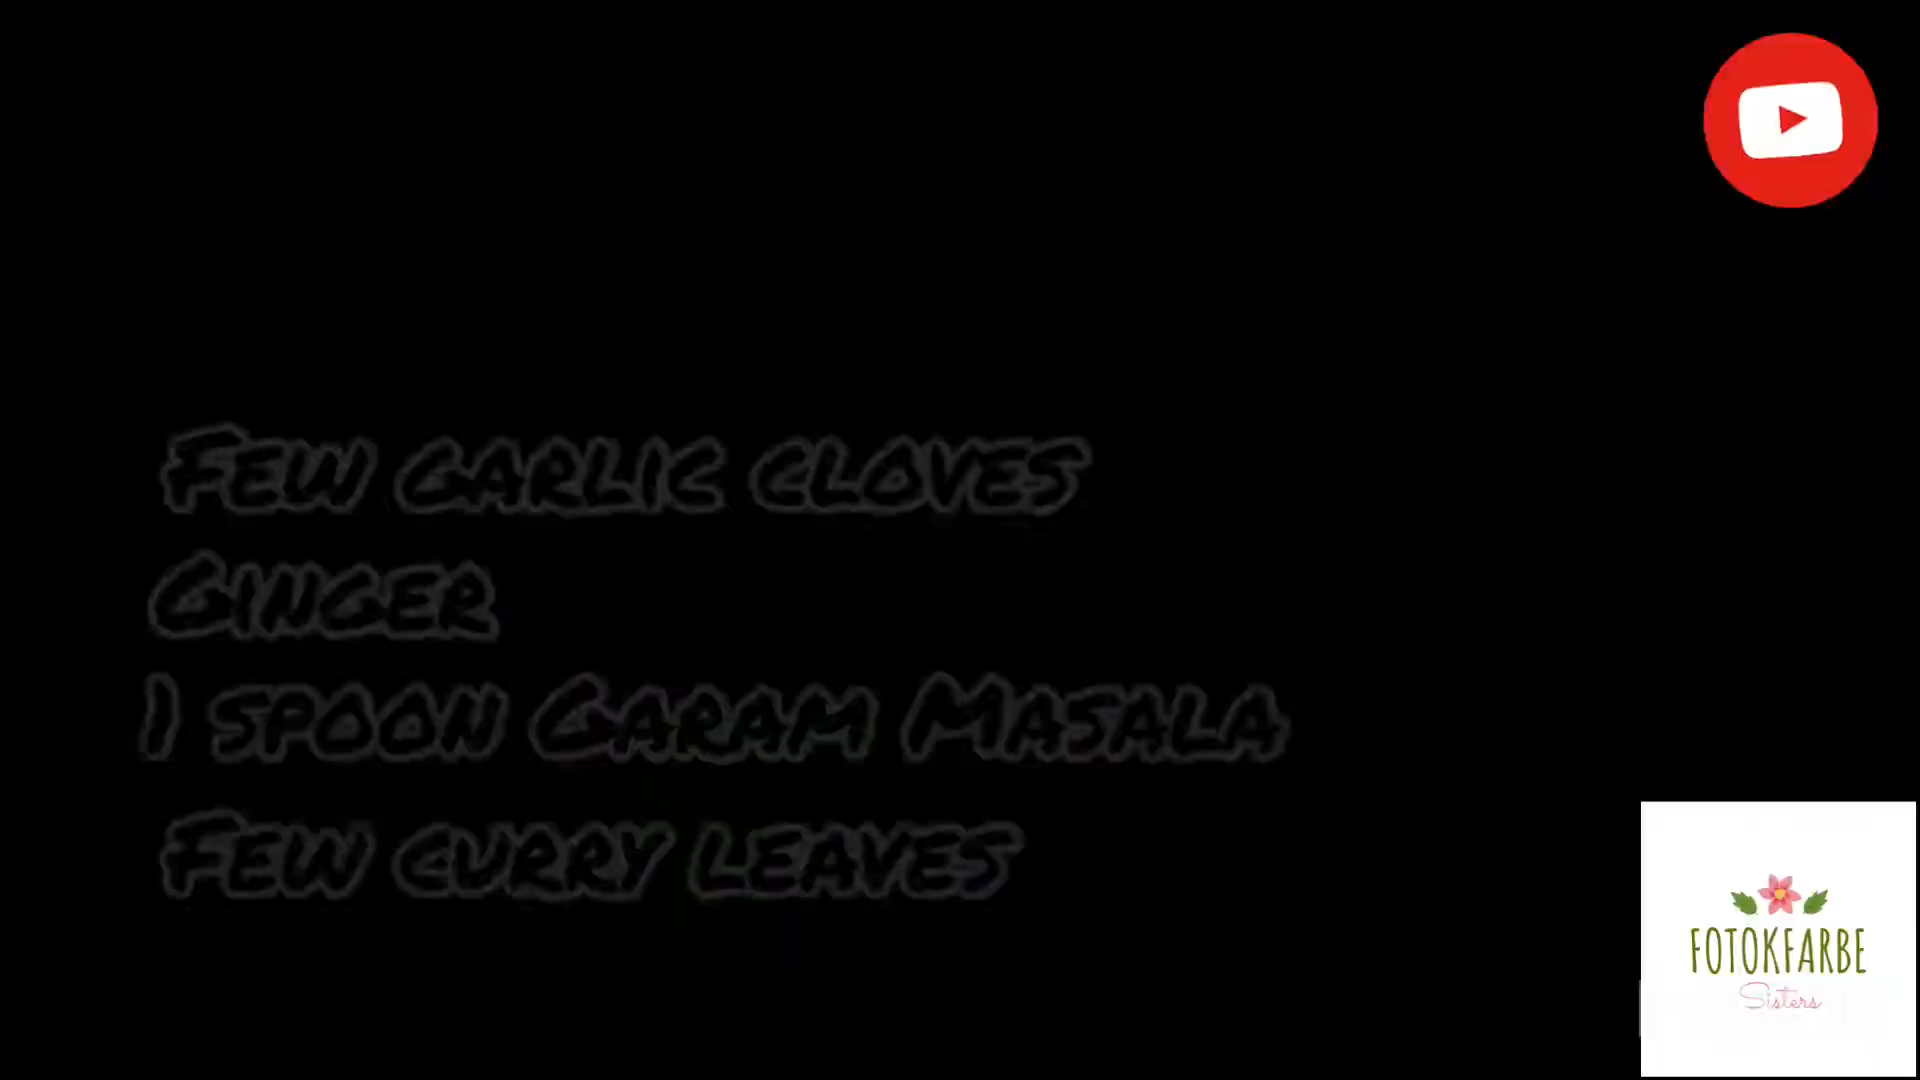 Few garlic cloves
Ginger
1 spoon Garam Masala
Few curry leaves
FOTOKFARBE
Sisters